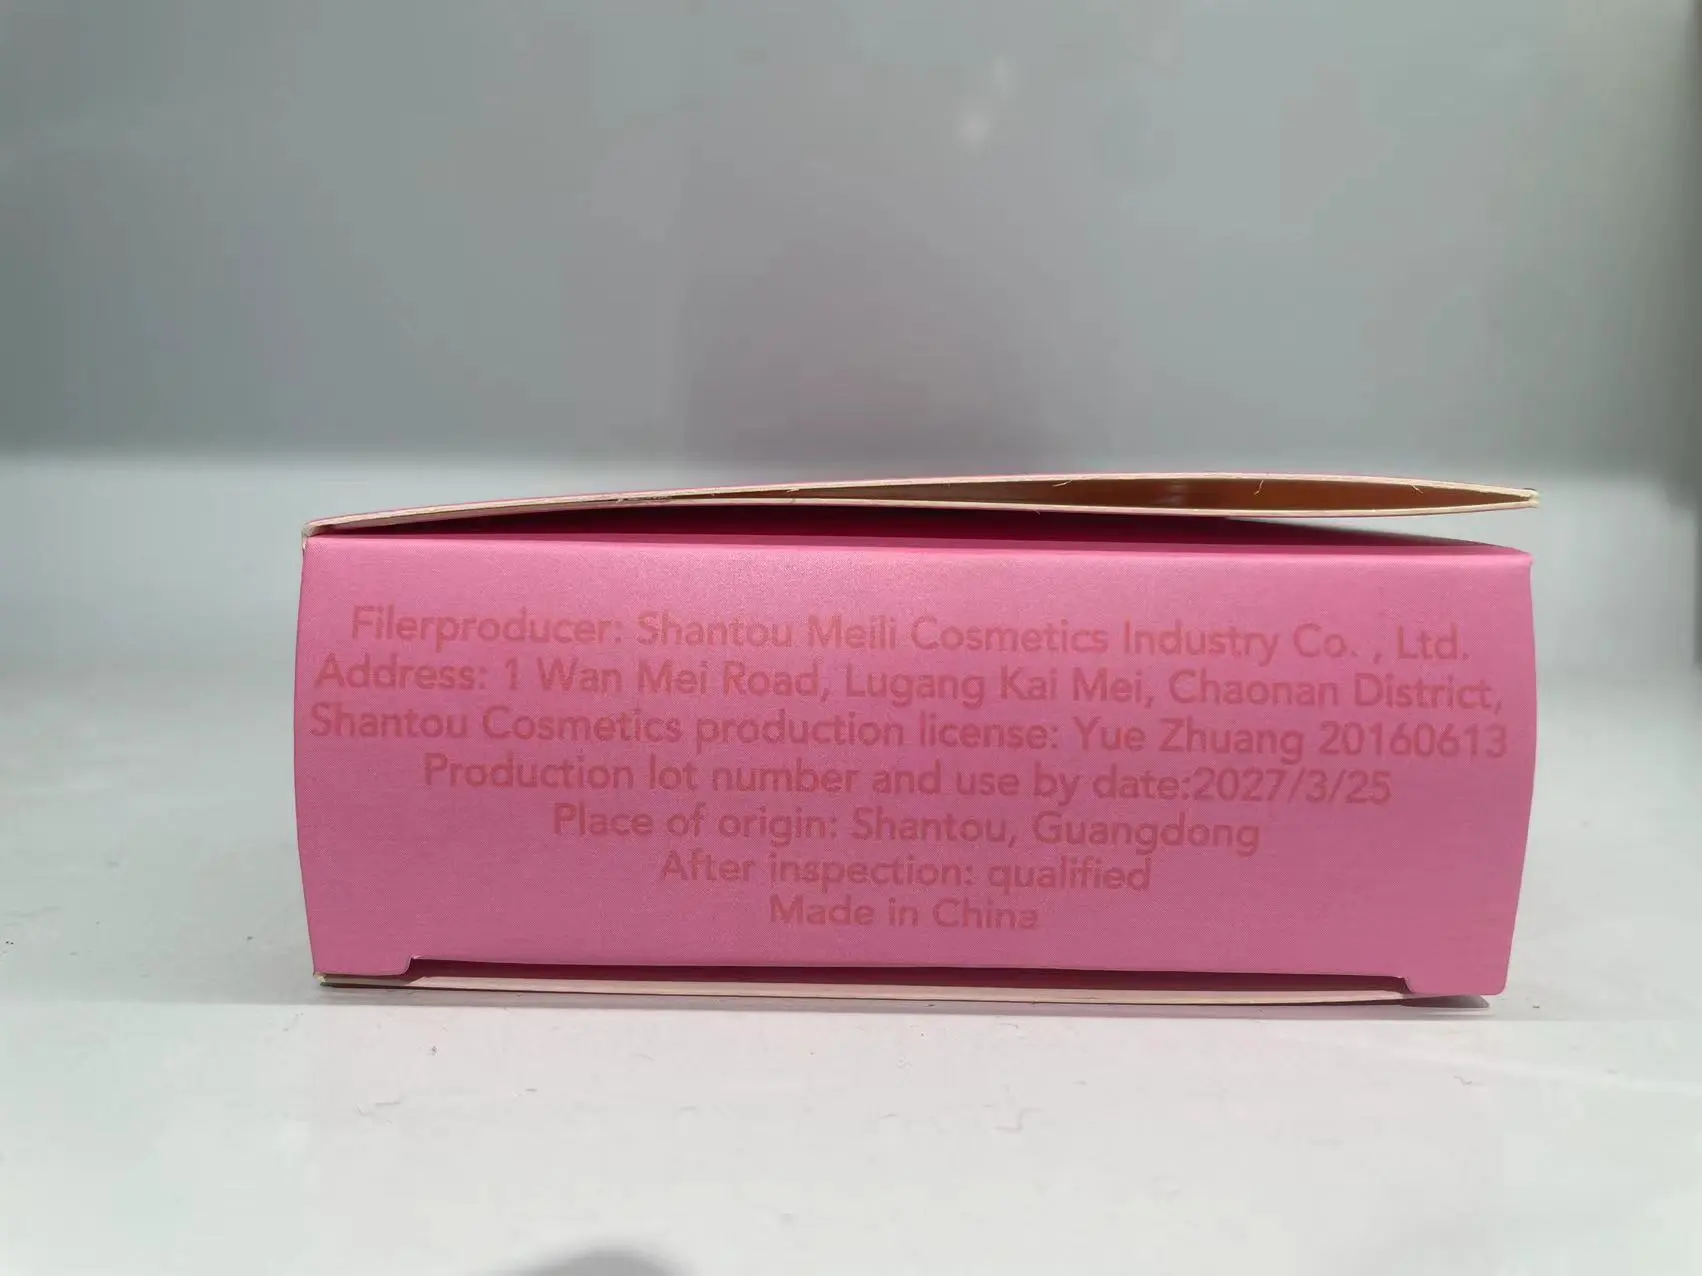 Filerproducer: Shantou Meili Cosmetics Industry Co. , Ltd.
Address: 1 Wan Mei Road, Lugang Kai Mei, Chaonan District,
Shantou Cosmetics production license: Yue Zhuang 20160613
Production lot number and use by date:2027/3/25
Place of origin: Shantou, Guangdong
After inspection: qualified
Made in China